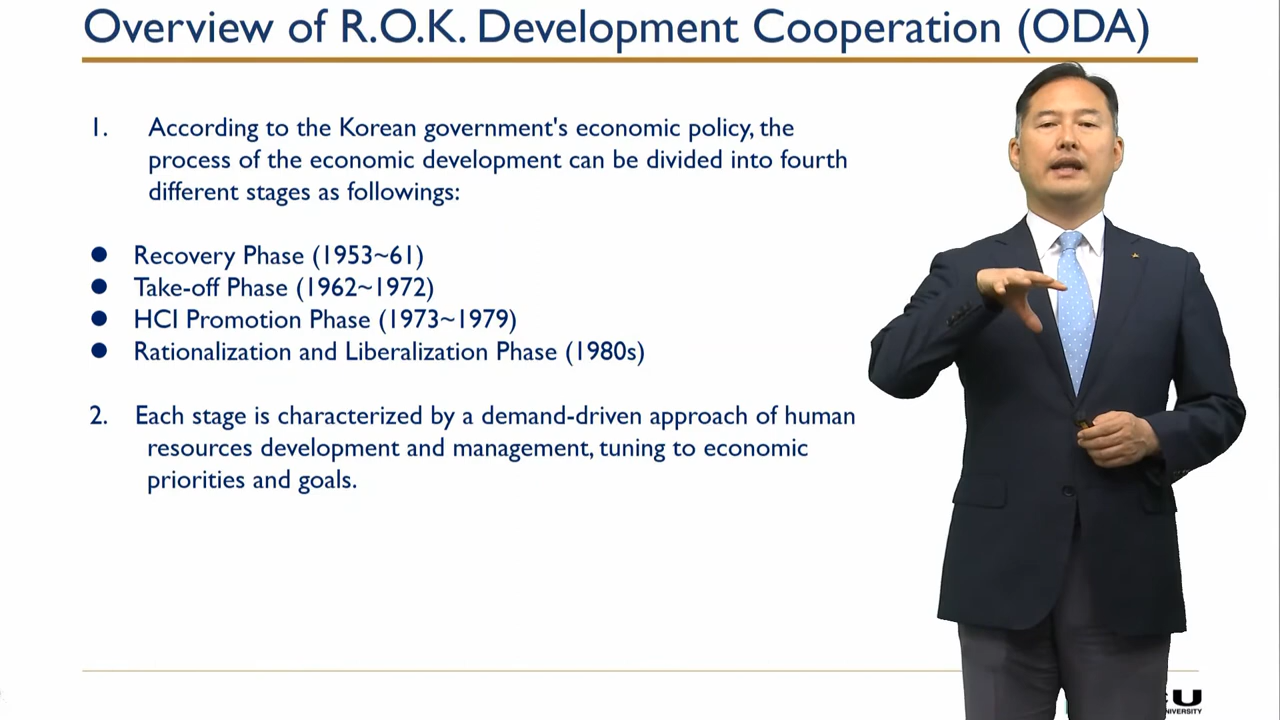 Overview of R.O.K. Development Cooperation (ODA)
1. According to the Korean government's economic policy, the
process of the economic development can be divided into fourth
different stages as followings:
● Recovery Phase (1953~61)
● Take-off Phase (1962~1972)
● HCI Promotion Phase (1973~1979)
● Rationalization and Liberalization Phase (1980s)
2. Each stage is characterized by a demand-driven approach of human
resources development and management, tuning to economic
priorities and goals.
U